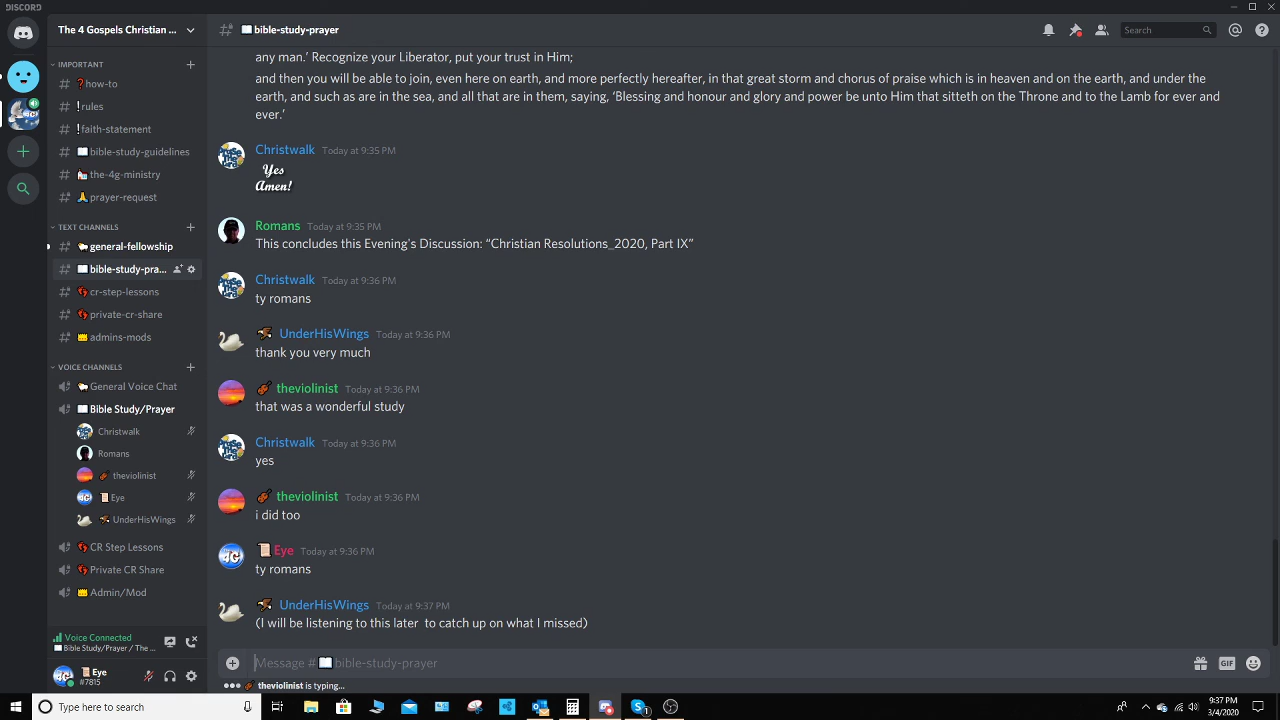 DISCORD
The 4 Gospels Christian ...
bible-study-prayer
Search
IMPORTANT
how-to
rules
faith-statement
bible-study-guidelines
the-4g-ministry
prayer-request
TEXT CHANNELS
general-fellowship
bible-study-pra...
cr-step-lessons
private-cr-share
admins-mods
VOICE CHANNELS
General Voice Chat
Bible Study/Prayer
Christwalk
Romans
theviolinist
Eye
UnderHisWings
CR Step Lessons
Private CR Share
Admin/Mod
Voice Connected
Bible Study/Prayer / The ...
Eye
#7815
any man.’ Recognize your Liberator, put your trust in Him;
and then you will be able to join, even here on earth, and more perfectly hereafter, in that great storm and chorus of praise which is in heaven and on the earth, and under the
earth, and such as are in the sea, and all that are in them, saying, ‘Blessing and honour and glory and power be unto Him that sitteth on the Throne and to the Lamb for ever and
ever.’
Christwalk Today at 9:35 PM
Yes
Amen!
Romans Today at 9:35 PM
This concludes this Evening's Discussion: “Christian Resolutions_2020, Part IX”
Christwalk Today at 9:36 PM
ty romans
UnderHisWings Today at 9:36 PM
thank you very much
theviolinist Today at 9:36 PM
that was a wonderful study
Christwalk Today at 9:36 PM
yes
theviolinist Today at 9:36 PM
i did too
Eye Today at 9:36 PM
ty romans
UnderHisWings Today at 9:37 PM
(I will be listening to this later to catch up on what I missed)
Message # bible-study-prayer
GIF
theviolinist is typing...
Type here to search
9:37 PM
3/4/2020